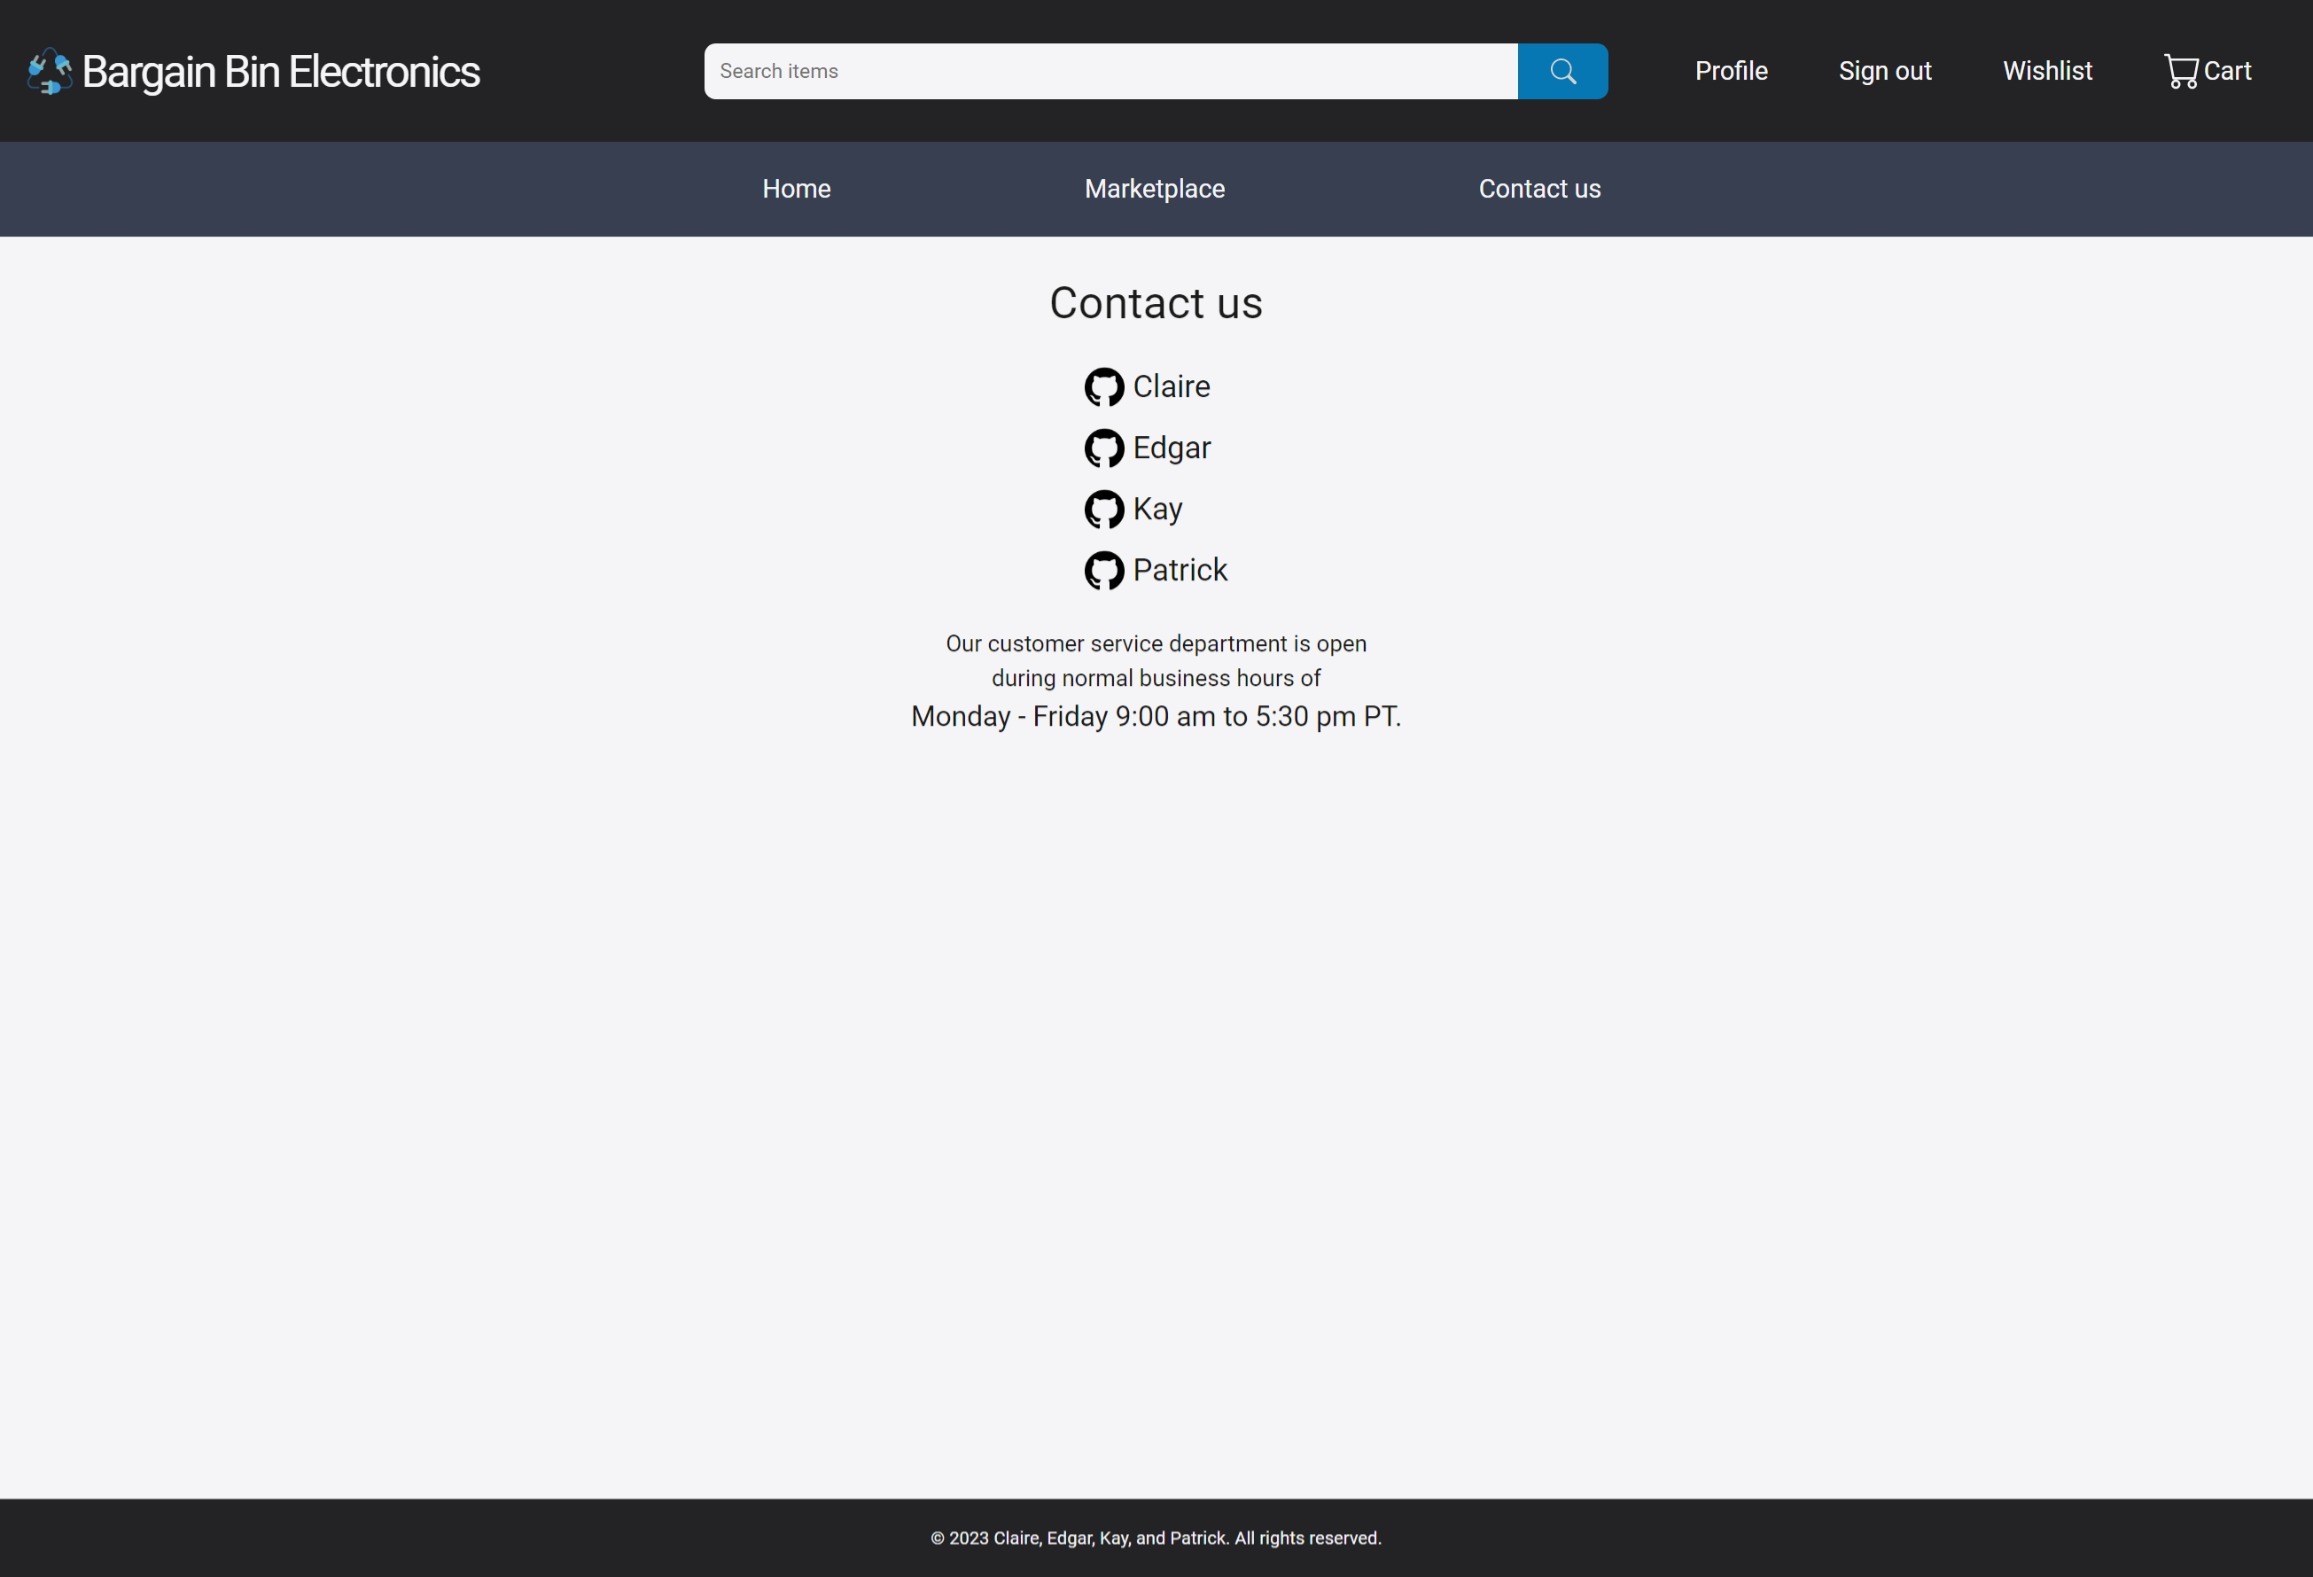 Bargain Bin Electronics
Search items
Profile
Sign out
Wishlist
Cart
Home
Marketplace
Contact us
Contact us
Claire
Edgar
Kay
Patrick
Our customer service department is open
during normal business hours of
Monday - Friday 9:00 am to 5:30 pm PT.
© 2023 Claire, Edgar, Kay, and Patrick. All rights reserved.